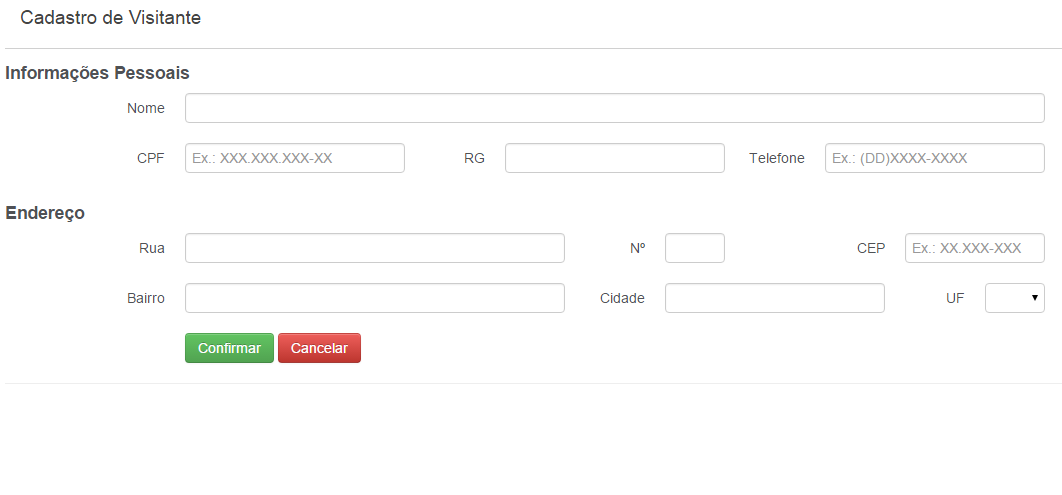 Cadastro de Visitante
Informações Pessoais
Nome
CPF Ex.: XXX.XXX.XXX-XX RG Telefone Ex.: (DD)XXXX-XXXX
Endereço
Rua Nº CEP Ex.: XX.XXX-XXX
Bairro Cidade UF
Confirmar Cancelar